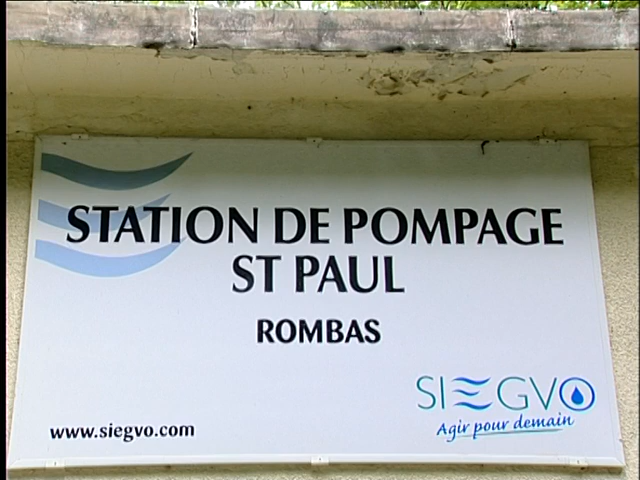 STATION DE POMPAGE
ST PAUL
ROMBAS
SIEGVO
Agir pour demain
www.siegvo.com